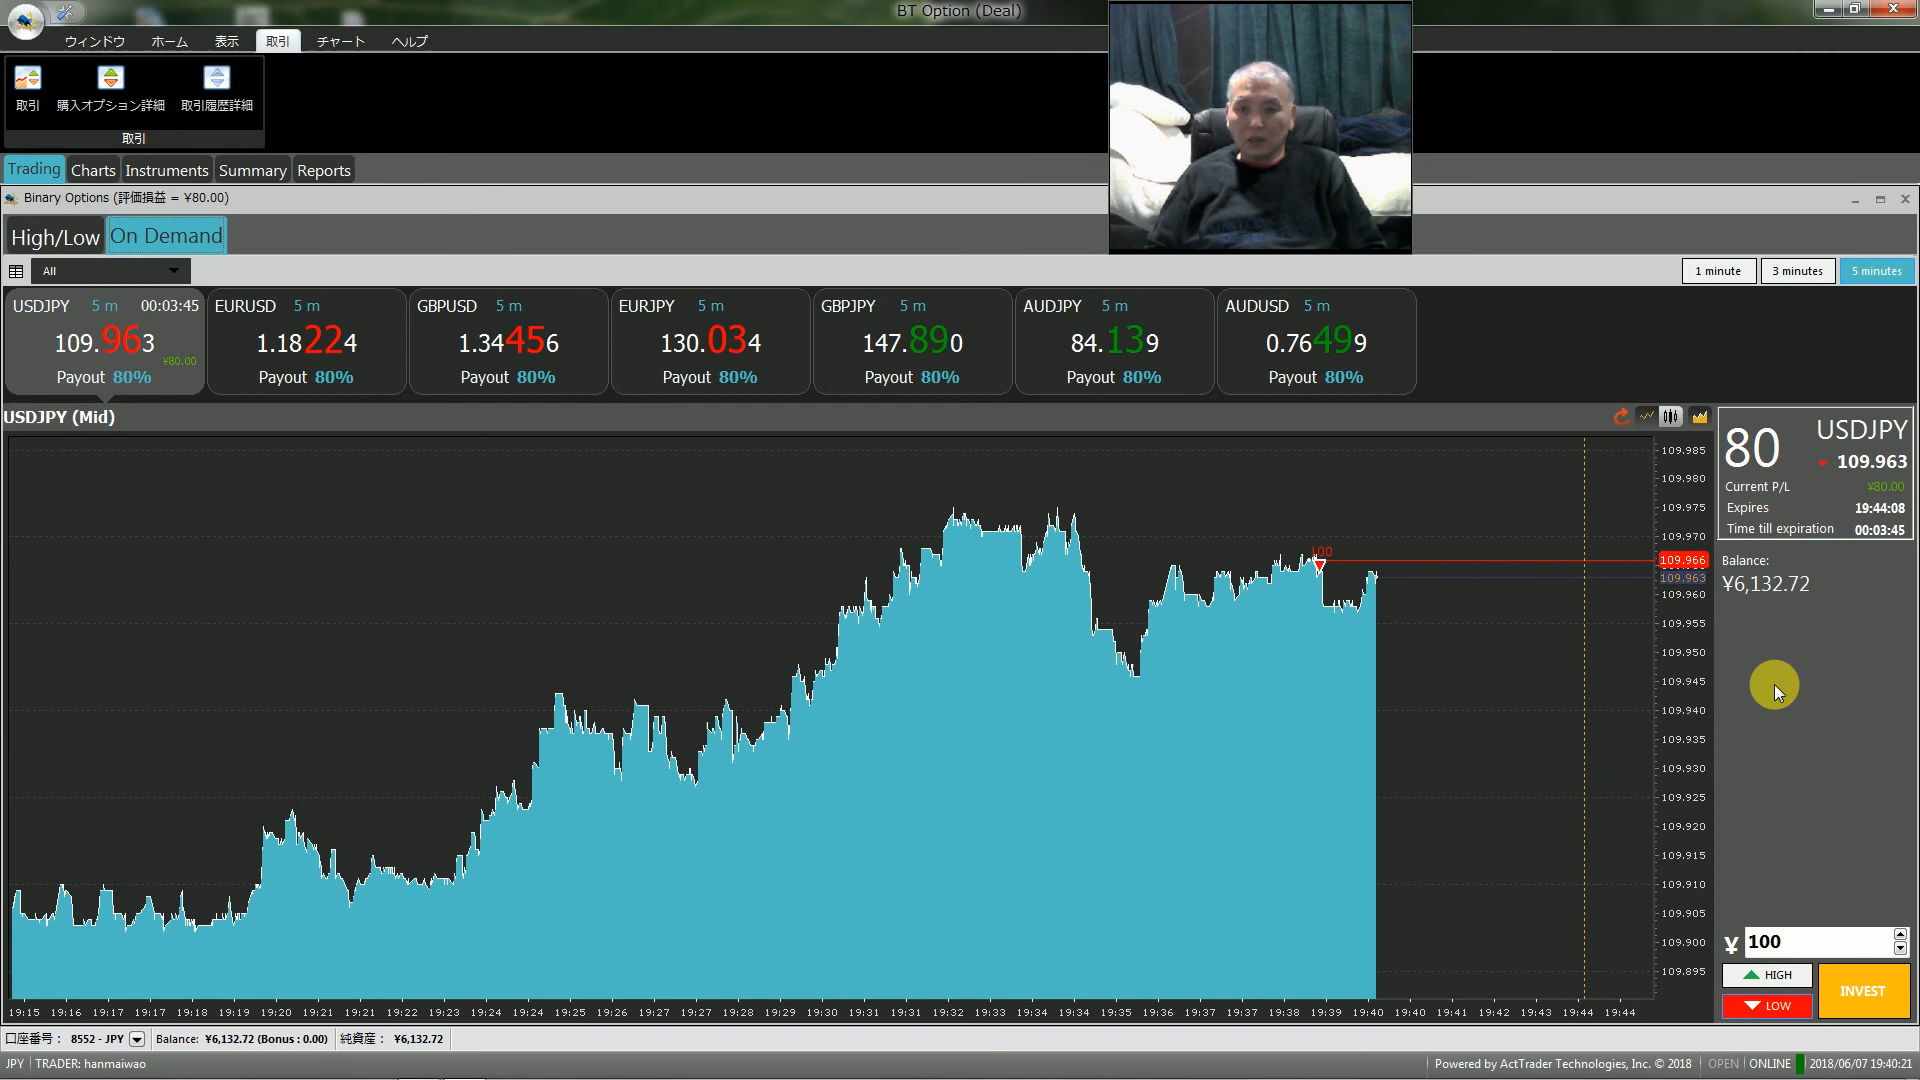 BT Option (Deal)
ウィンドウ ホーム 表示 取引 チャート ヘルプ
取引 購入オプション詳細 取引履歴詳細
取引
Trading Charts Instruments Summary Reports
Binary Options (評価損益 = ¥80.00)
High/Low On Demand
All 1 minute 3 minutes 5 minutes
USDJPY 5 m 00:03:45 EURUSD 5 m GBPUSD 5 m EURJPY 5 m GBPJPY 5 m AUDJPY 5 m AUDUSD 5 m
109.963 1.18224 1.34456 130.034 147.890 84.139 0.76499
¥80.00
Payout 80% Payout 80% Payout 80% Payout 80% Payout 80% Payout 80% Payout 80%
USDJPY (Mid)
80 USDJPY
109.963
Current P/L ¥80.00
Expires 19:44:08
Time till expiration 00:03:45
Balance:
¥6,132.72
100
109.985
109.980
109.975
109.970
109.966
109.963
109.960
109.955
109.950
109.945
109.940
109.935
109.930
109.925
109.920
109.915
109.910
109.905
109.900
109.895
¥ 100
HIGH
LOW
INVEST
19:15 19:16 19:17 19:17 19:18 19:19 19:20 19:21 19:22 19:22 19:23 19:24 19:24 19:25 19:26 19:27 19:27 19:28 19:29 19:30 19:31 19:31 19:32 19:33 19:34 19:34 19:35 19:36 19:37 19:37 19:38 19:39 19:40 19:40 19:41 19:42 19:43 19:44 19:44
口座番号： 8552 - JPY Balance: ¥6,132.72 (Bonus : 0.00) 純資産： ¥6,132.72
JPY TRADER: hanmaiwao Powered by ActTrader Technologies, Inc. © 2018 OPEN ONLINE 2018/06/07 19:40:21